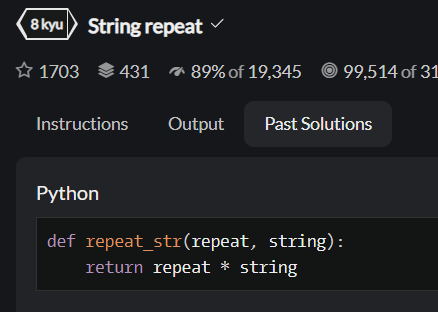 8 kyu String repeat
1703 431 89% of 19,345 99,514 of 31
Instructions Output Past Solutions
Python
def repeat_str(repeat, string):
    return repeat * string